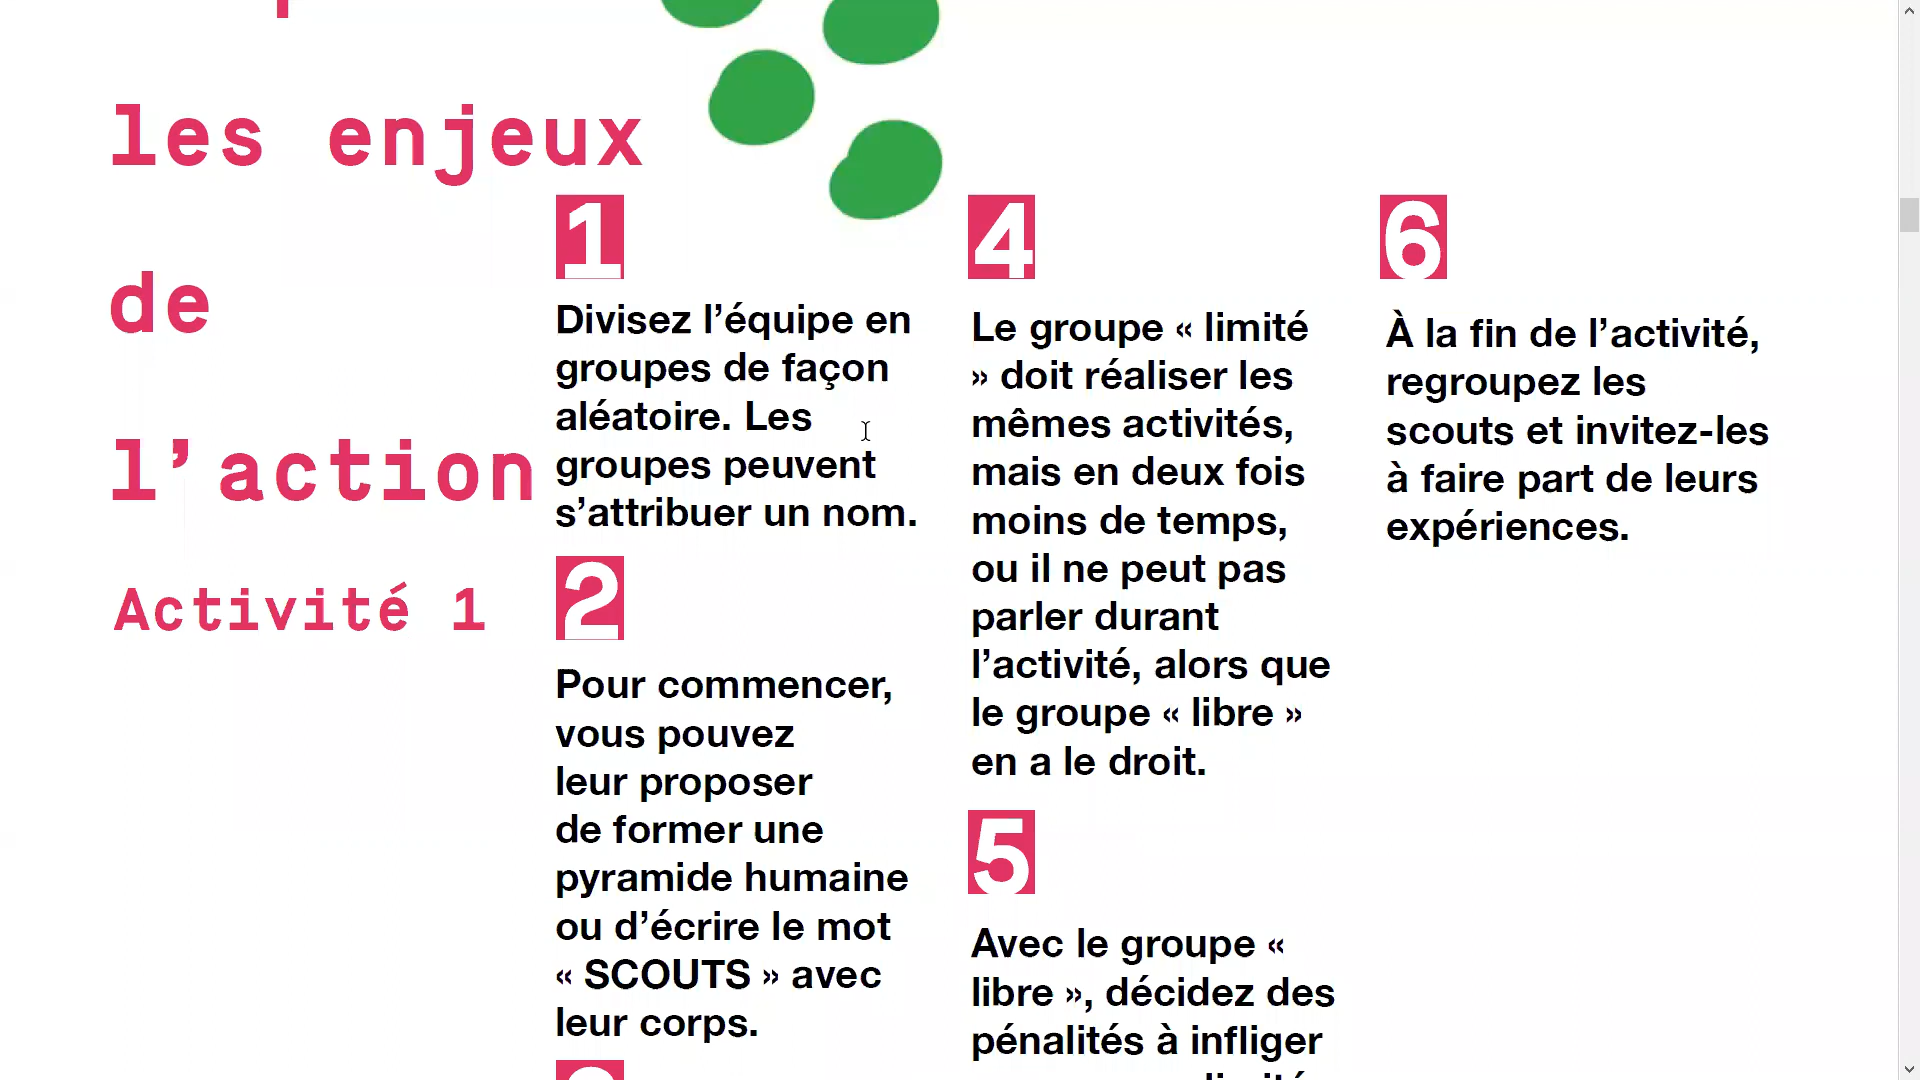 les enjeux
de
l’action
Activité 1
1
Divisez l’équipe en
groupes de façon
aléatoire. Les
groupes peuvent
s’attribuer un nom.
2
Pour commencer,
vous pouvez
leur proposer
de former une
pyramide humaine
ou d’écrire le mot
« SCOUTS » avec
leur corps.
4
Le groupe « limité
» doit réaliser les
mêmes activités,
mais en deux fois
moins de temps,
ou il ne peut pas
parler durant
l’activité, alors que
le groupe « libre »
en a le droit.
5
Avec le groupe «
libre », décidez des
pénalités à infliger
6
À la fin de l’activité,
regroupez les
scouts et invitez-les
à faire part de leurs
expériences.